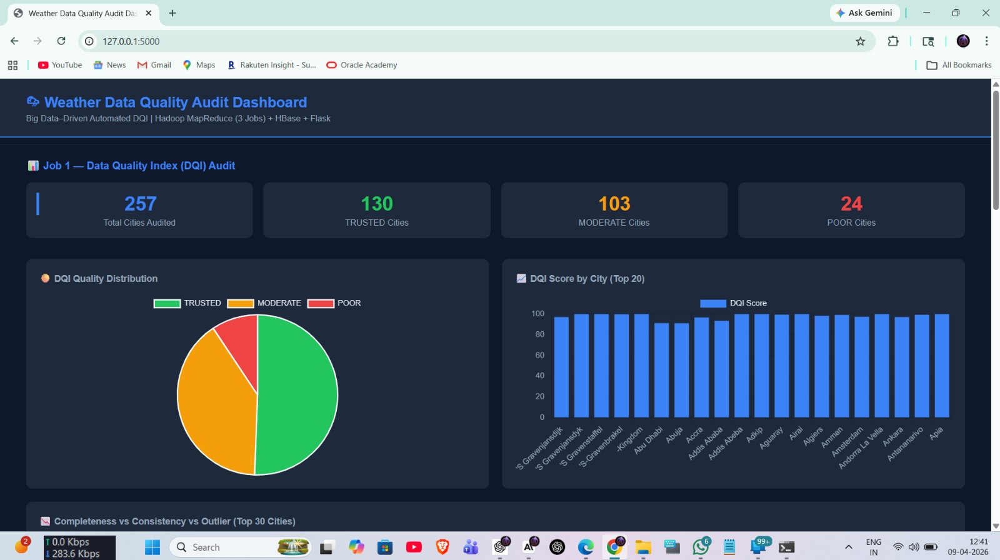 Weather Data Quality Audit Das
Ask Gemini
127.0.0.1:5000
YouTube
News
Gmail
Maps
R
Rakuten Insight - Su...
Oracle Academy
All Bookmarks
Weather Data Quality Audit Dashboard
Big Data–Driven Automated DQI | Hadoop MapReduce (3 Jobs) + HBase + Flask
Job 1 — Data Quality Index (DQI) Audit
257
Total Cities Audited
130
TRUSTED Cities
103
MODERATE Cities
24
POOR Cities
DQI Quality Distribution
TRUSTED MODERATE POOR
DQI Score by City (Top 20)
DQI Score
100
80
60
40
20
0
'S Gravenjansdijk
'S Gravenjansdyk
'S Gravenstaffel
'S-Gravenbrakel
-Kingdom
Abu Dhabi
Abuja
Accra
Addis Ababa
Addis Abeba
Adkip
Aguaray
Airai
Algiers
Amman
Amsterdam
Andorra La Vella
Ankara
Antananarivo
Apia
Completeness vs Consistency vs Outlier (Top 30 Cities)
2
↑ 0.0 Kbps
↓ 283.6 Kbps
Search
6
99+
ENG
IN
12:41
09-04-2026